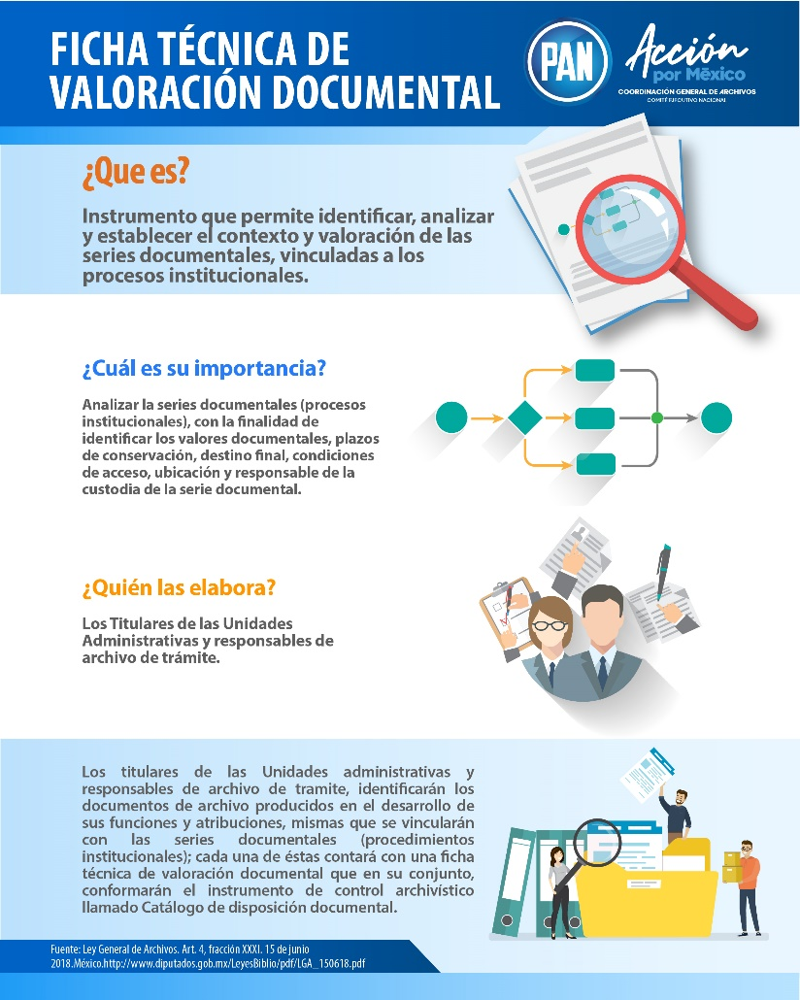 FICHA TÉCNICA DE
VALORACIÓN DOCUMENTAL
PAN
Acción
por México
COORDINACIÓN GENERAL DE ARCHIVOS
COMITÉ EJECUTIVO NACIONAL
¿Que es?
Instrumento que permite identificar, analizar
y establecer el contexto y valoración de las
series documentales, vinculadas a los
procesos institucionales.
¿Cuál es su importancia?
Analizar la series documentales (procesos
institucionales), con la finalidad de
identificar los valores documentales, plazos
de conservación, destino final, condiciones
de acceso, ubicación y responsable de la
custodia de la serie documental.
¿Quién las elabora?
Los Titulares de las Unidades
Administrativas y responsables de
archivo de trámite.
Los titulares de las Unidades administrativas y
responsables de archivo de tramite, identificarán los
documentos de archivo producidos en el desarrollo de
sus funciones y atribuciones, mismas que se vincularán
con las series documentales (procedimientos
institucionales); cada una de éstas contará con una ficha
técnica de valoración documental que en su conjunto,
conformarán el instrumento de control archivístico
llamado Catálogo de disposición documental.
Fuente: Ley General de Archivos. Art. 4, fracción XXXI. 15 de junio
2018.México.http://www.diputados.gob.mx/LeyesBiblio/pdf/LGA_150618.pdf